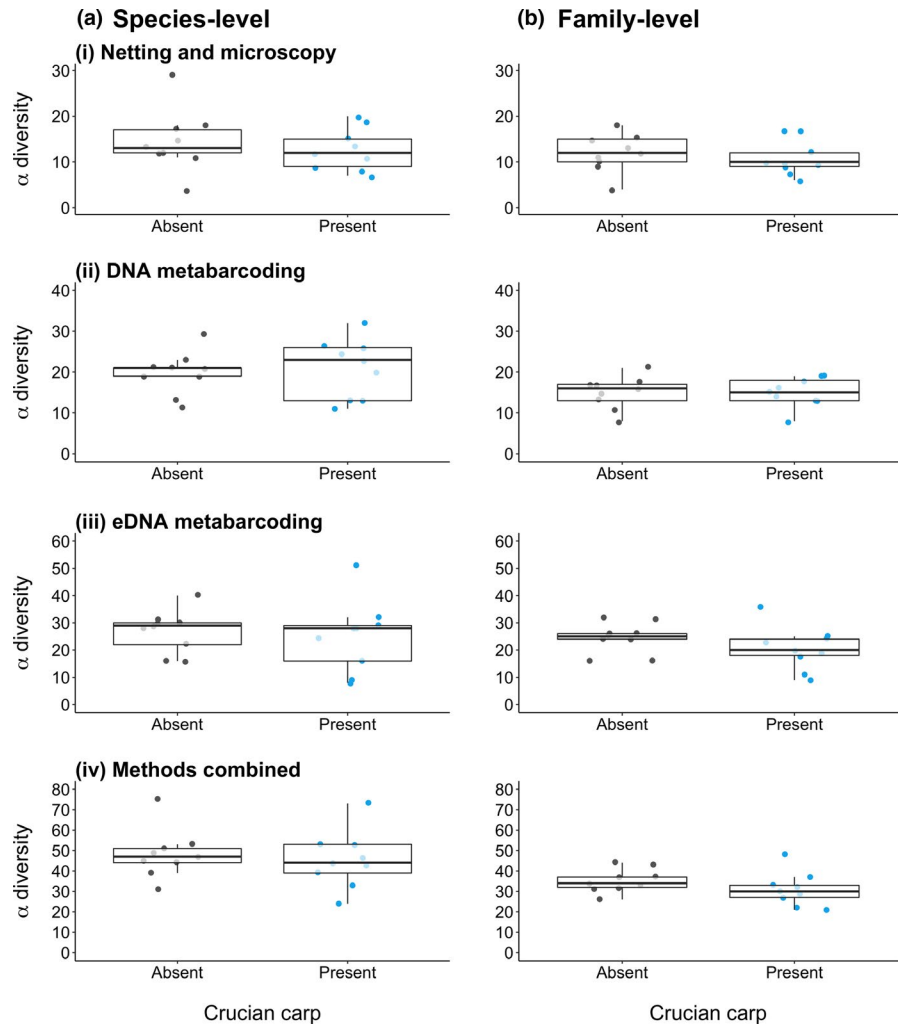 (a) Species-level
(b) Family-level
(i) Netting and microscopy
α diversity
30
20
10
0
Absent
Present
30
20
10
0
Absent
Present
(ii) DNA metabarcoding
α diversity
40
30
20
10
0
Absent
Present
40
30
20
10
0
Absent
Present
(iii) eDNA metabarcoding
α diversity
60
50
40
30
20
10
0
Absent
Present
60
50
40
30
20
10
0
Absent
Present
(iv) Methods combined
α diversity
80
70
60
50
40
30
20
10
0
Absent
Present
80
70
60
50
40
30
20
10
0
Absent
Present
Crucian carp
Crucian carp